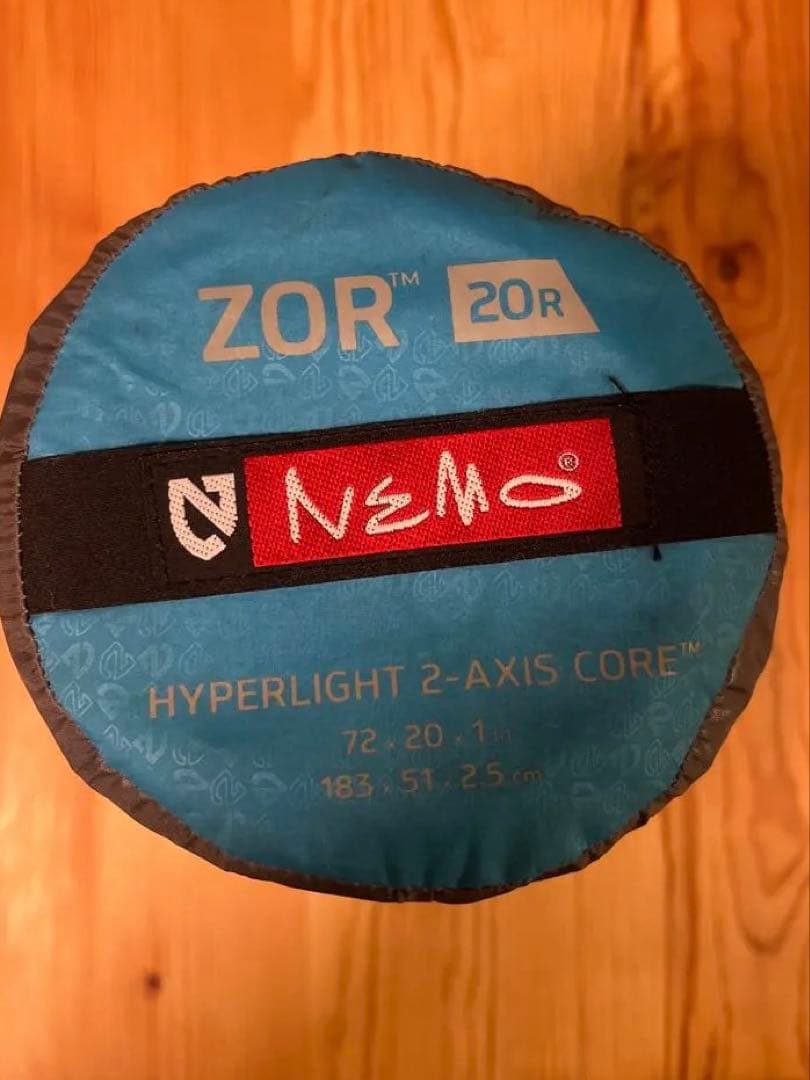 ZOR™ 20R
NEMO®
HYPERLIGHT 2-AXIS CORE™
72 x 20 x 1 in
183 x 51 x 2.5 cm